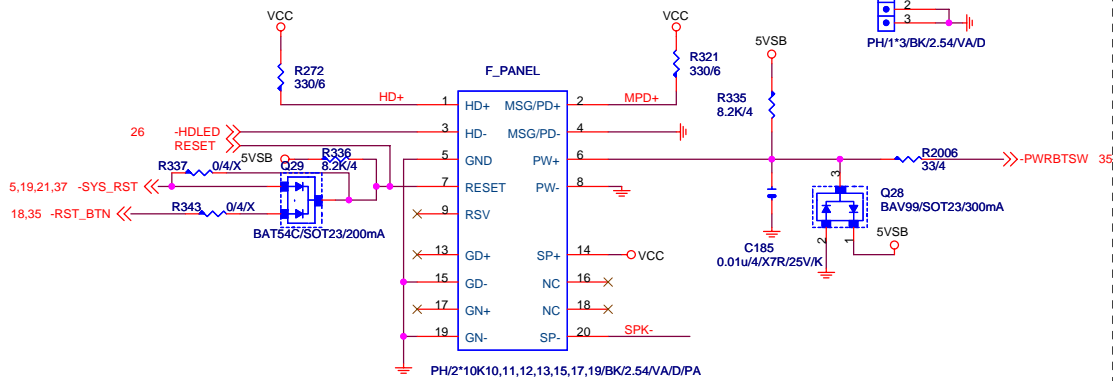 2
3
PH/1*3/BK/2.54/VA/D
VCC
R272
330/6
HD+
F_PANEL
VCC
R321
330/6
MPD+
5VSB
R335
8.2K/4
1 HD+ MSG/PD+ 2
3 HD- MSG/PD- 4
5 GND PW+ 6
7 RESET PW- 8
9 RSV
13 GD+ SP+ 14 VCC
15 GD- NC 16
17 GN+ NC 18
19 GN- SP- 20 SPK-
PH/2*10K10,11,12,13,15,17,19/BK/2.54/VA/D/PA
26 -HDLED
RESET
5VSB
R336
8.2K/4
Q29
R337 0/4/X
5,19,21,37 -SYS_RST
18,35 -RST_BTN
R343 0/4/X
BAT54C/SOT23/200mA
R2006
33/4
-PWRBTSW 35
3
Q28
BAV99/SOT23/300mA
2
1
5VSB
C185
0.01u/4/X7R/25V/K